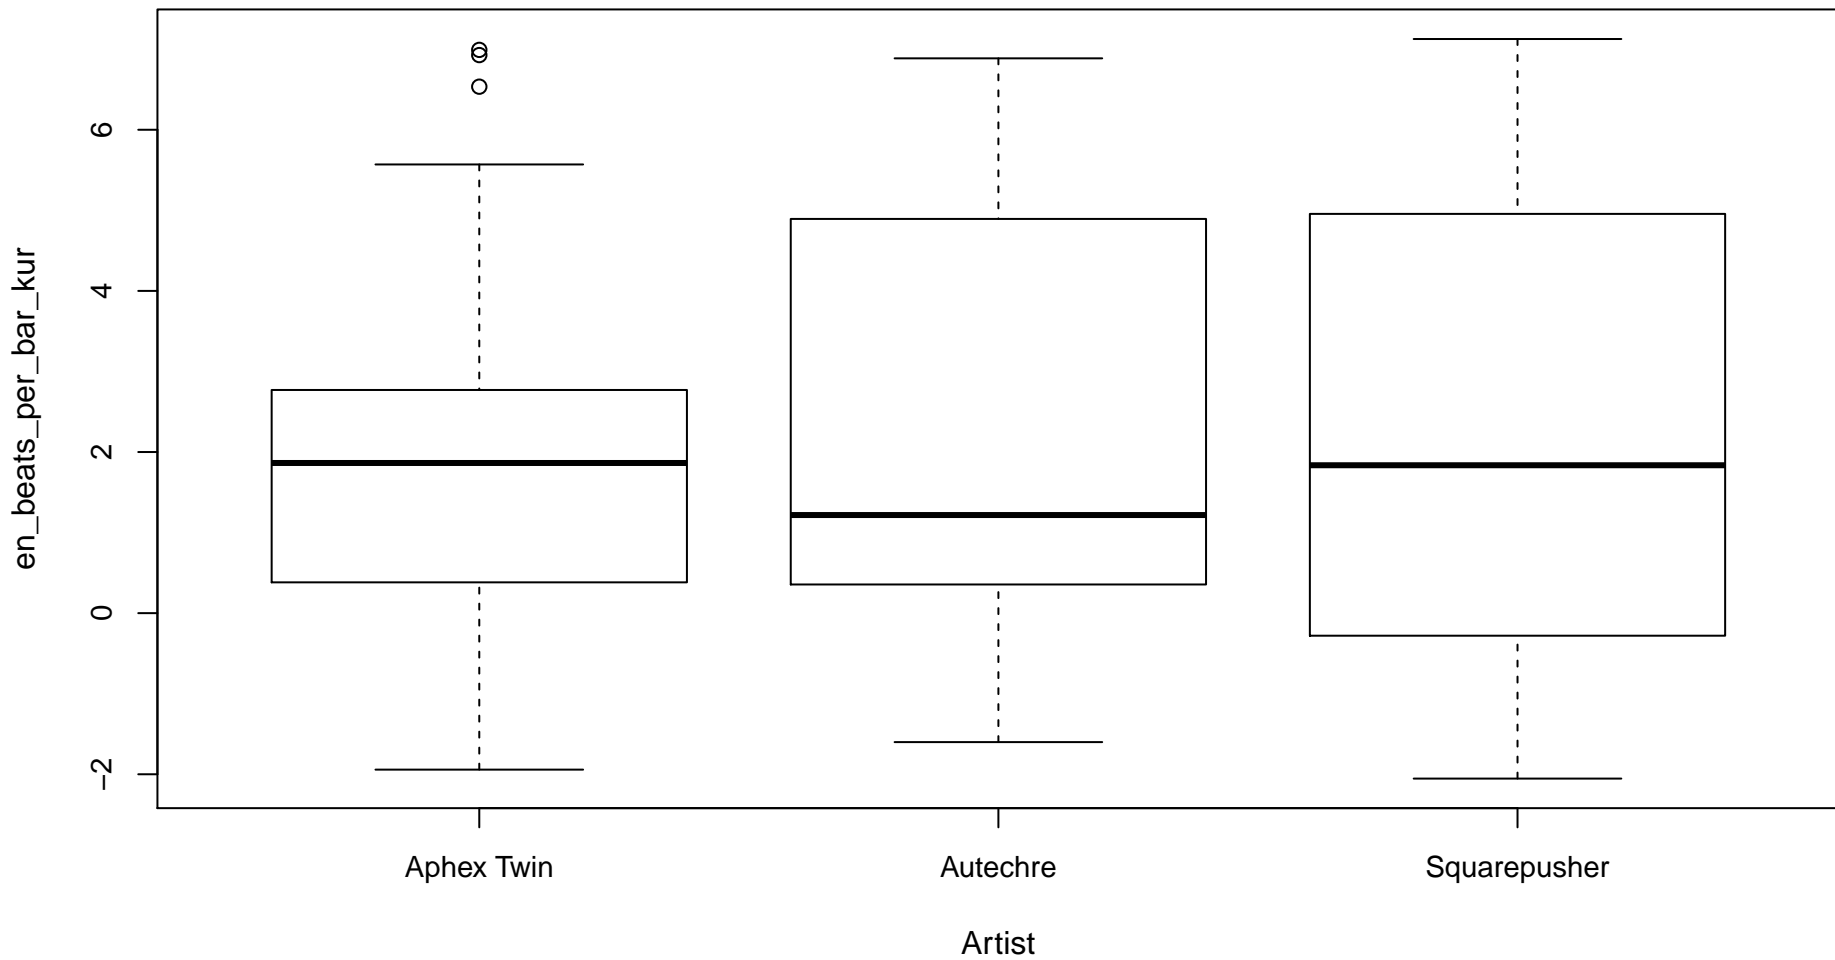 en_beats_per_bar_kur
6
4
2
0
−2
Aphex Twin
Autechre
Squarepusher
Artist